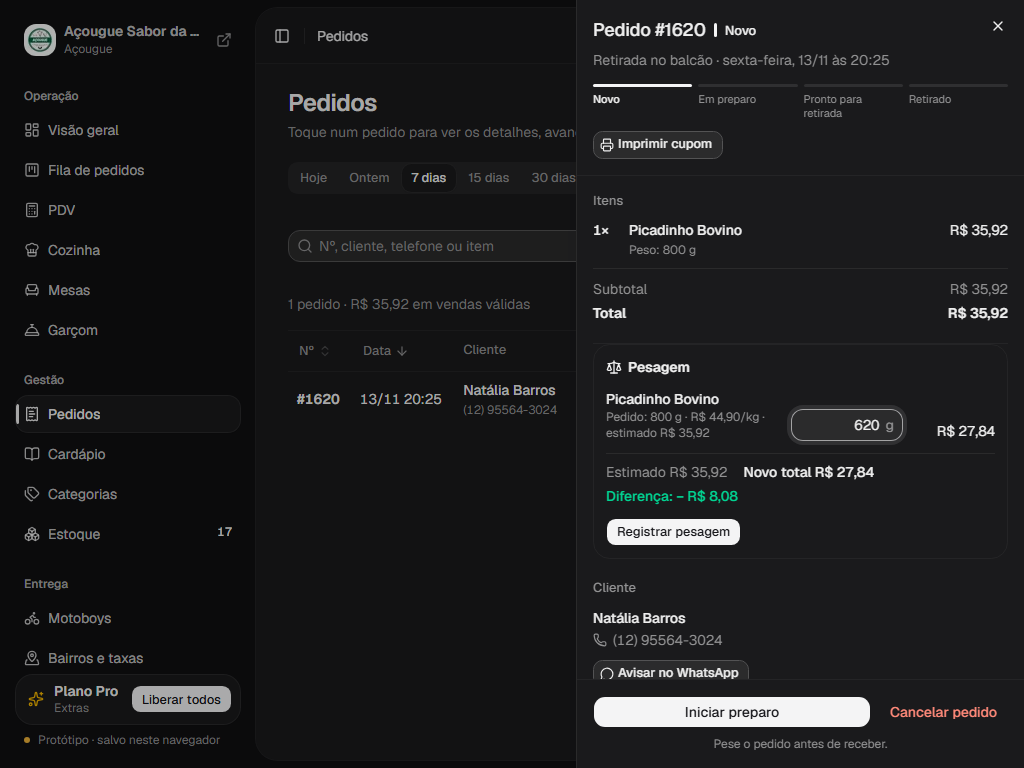 Açougue Sabor da ...
Açougue
Operação
Visão geral
Fila de pedidos
PDV
Cozinha
Mesas
Garçom
Gestão
Pedidos
Cardápio
Categorias
Estoque 17
Entrega
Motoboys
Bairros e taxas
Plano Pro
Extras
Liberar todos
Protótipo · salvo neste navegador
Pedidos
Pedidos
Toque num pedido para ver os detalhes,
Hoje Ontem 7 dias 15 dias 30 dias
Nº, cliente, telefone ou item
1 pedido · R$ 35,92 em vendas válidas
Nº Data Cliente
#1620 13/11 20:25 Natália Barros
(12) 95564-3024
Pedido #1620 Novo
Retirada no balcão · sexta-feira, 13/11 às 20:25
Novo Em preparo Pronto para retirada Retirado
Imprimir cupom
Itens
1× Picadinho Bovino R$ 35,92
Peso: 800 g
Subtotal R$ 35,92
Total R$ 35,92
Pesagem
Picadinho Bovino
Pedido: 800 g · R$ 44,90/kg ·
estimado R$ 35,92
620 g
R$ 27,84
Estimado R$ 35,92 Novo total R$ 27,84
Diferença: − R$ 8,08
Registrar pesagem
Cliente
Natália Barros
(12) 95564-3024
Avisar no WhatsApp
Iniciar preparo Cancelar pedido
Pese o pedido antes de receber.